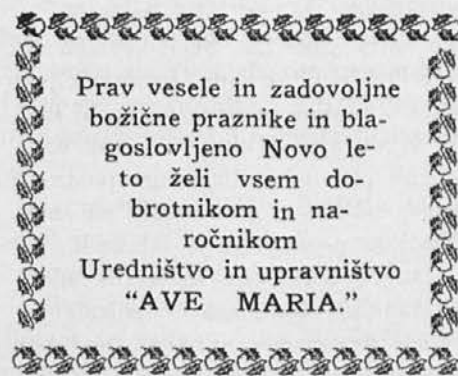 Prav vesele in zadovoljne
božične praznike in bla-
goslovljeno Novo le-
to želi vsem do-
brotnikom in na-
ročnikom
Uredništvo in upravništvo
“AVE MARIA.”